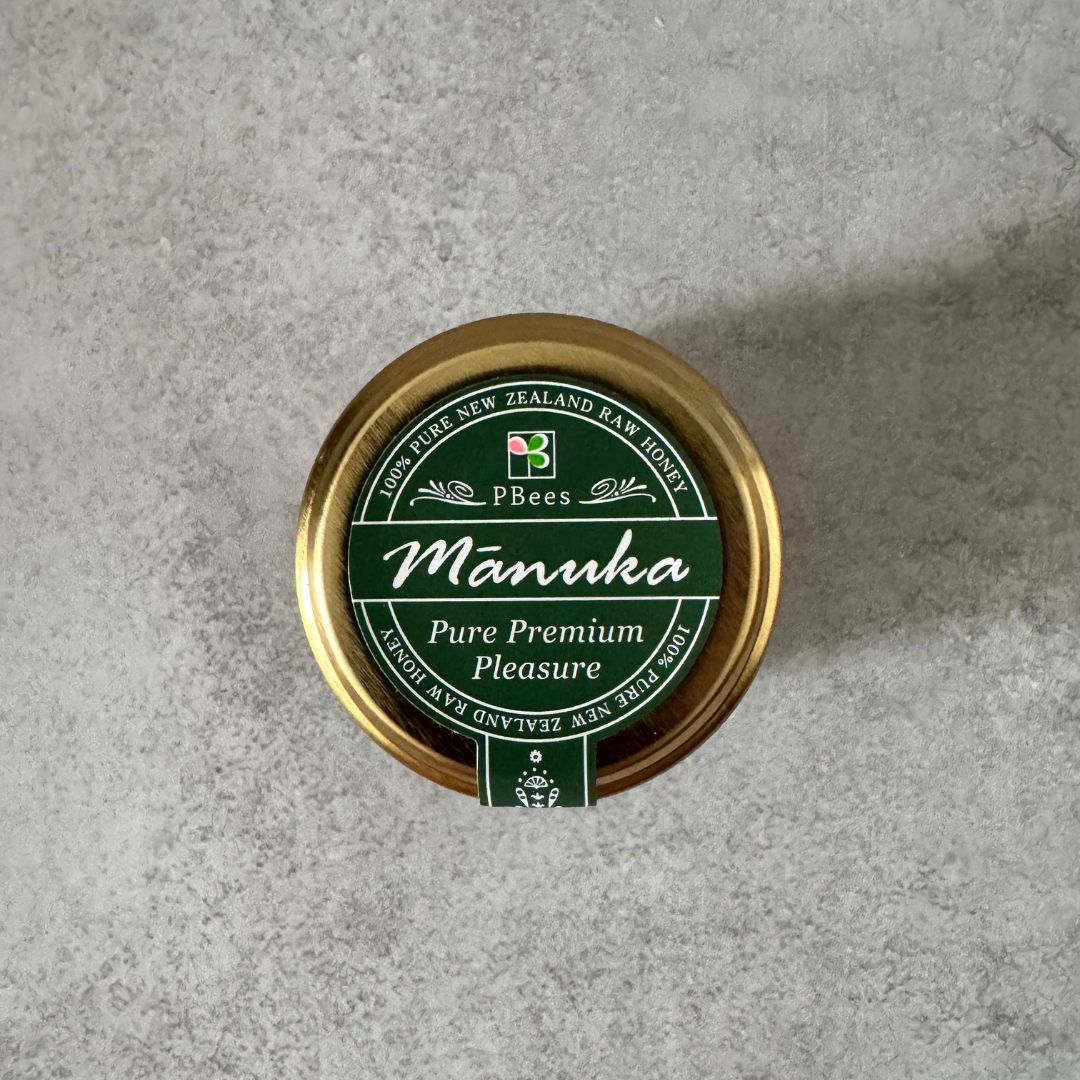 100% PURE NEW ZEALAND RAW HONEY
PBees
Mānuka
Pure Premium
Pleasure
100% PURE NEW ZEALAND RAW HONEY